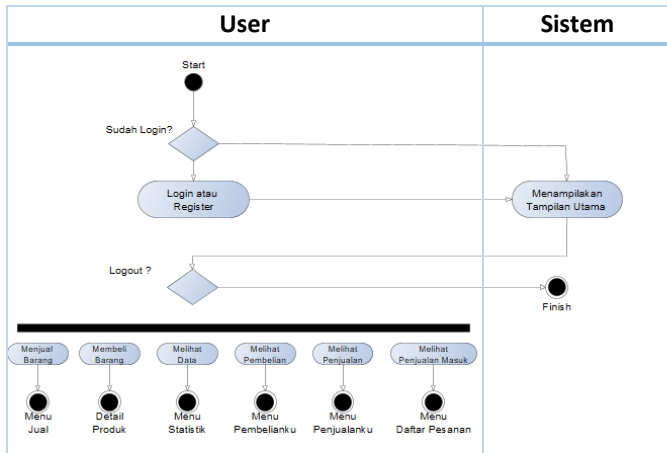 User
Sistem
Start
Sudah Login?
Login atau
Register
Menampilakan
Tampilan Utama
Logout ?
Finish
Menjual
Barang
Membeli
Barang
Melihat
Data
Melihat
Pembelian
Melihat
Penjualan
Melihat
Penjualan Masuk
Menu
Jual
Detail
Produk
Menu
Statistik
Menu
Pembelianku
Menu
Penjualanku
Menu
Daftar Pesanan